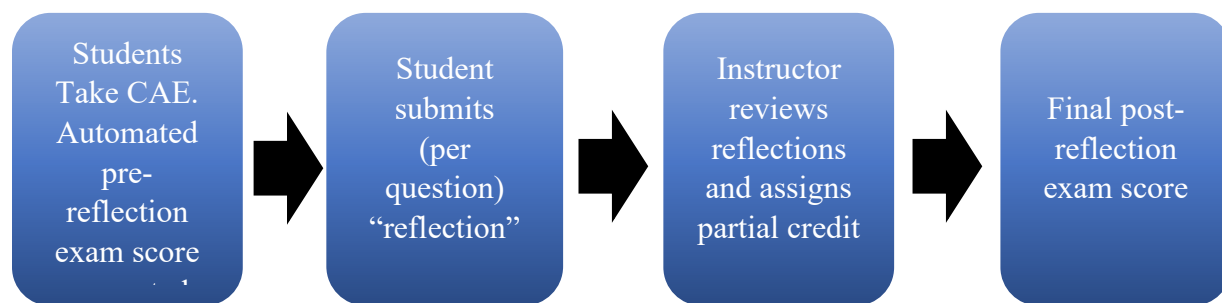 Students
Take CAE.
Automated
pre-
reflection
exam score
Student
submits
(per
question)
“reflection”
Instructor
reviews
reflections
and assigns
partial credit
Final post-
reflection
exam score